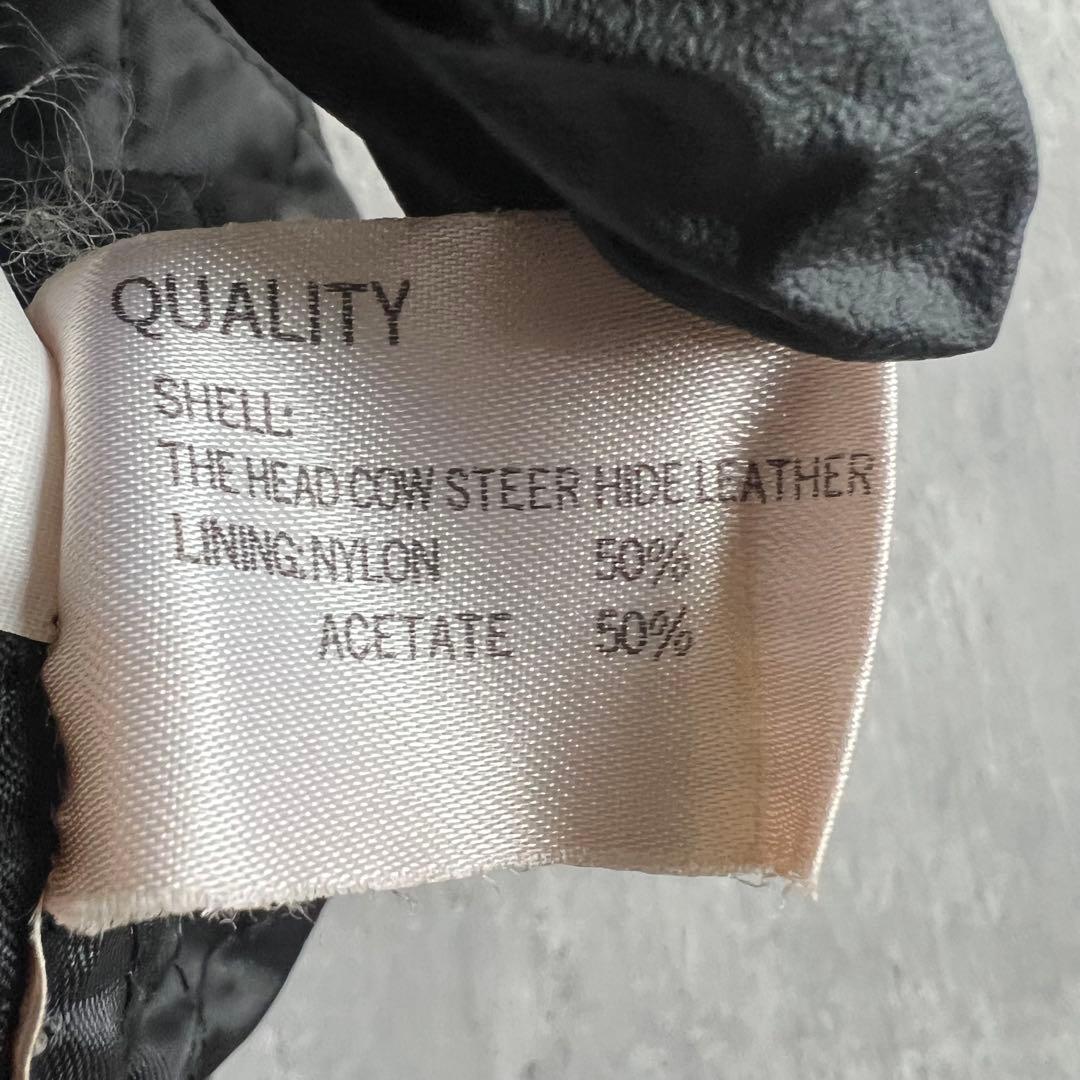 QUALITY
SHELL:
THE HEAD COW STEER HIDE LEATHER
LINING:NYLON 50%
ACETATE 50%